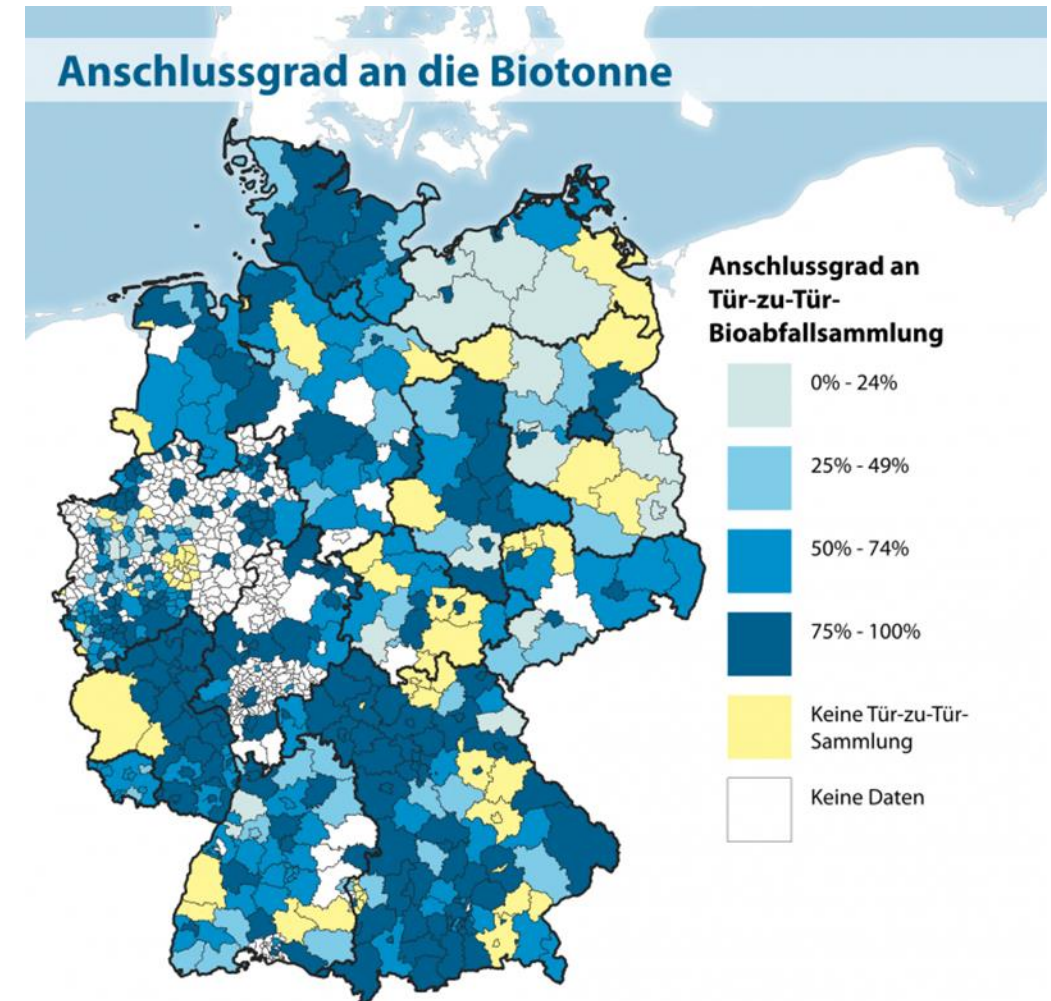 Anschlussgrad an die Biotonne
Anschlussgrad an
Tür-zu-Tür-
Bioabfallsammlung
0% - 24%
25% - 49%
50% - 74%
75% - 100%
Keine Tür-zu-Tür-
Sammlung
Keine Daten